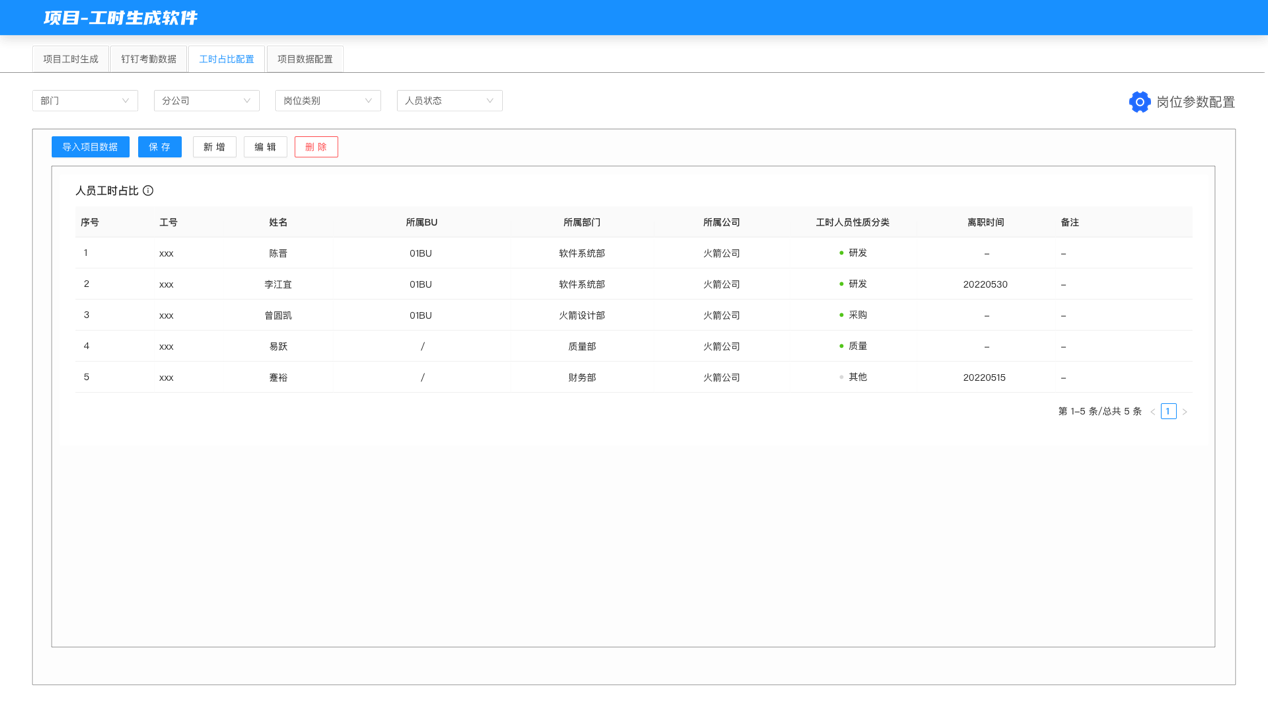 项目-工时生成软件
项目工时生成 钉钉考勤数据 工时占比配置 项目数据配置
部门 分公司 岗位类别 人员状态 岗位参数配置
导入项目数据 保 存 新 增 编 辑 删 除
人员工时占比
序号 工号 姓名 所属BU 所属部门 所属公司 工时人员性质分类 离职时间 备注
1 xxx 陈晋 01BU 软件系统部 火箭公司 研发 – –
2 xxx 李江宜 01BU 软件系统部 火箭公司 研发 20220530 –
3 xxx 曾圆凯 01BU 火箭设计部 火箭公司 采购 – –
4 xxx 易跃 / 质量部 火箭公司 质量 – –
5 xxx 蹇裕 / 财务部 火箭公司 其他 20220515 –
第 1–5 条/总共 5 条 < 1 >